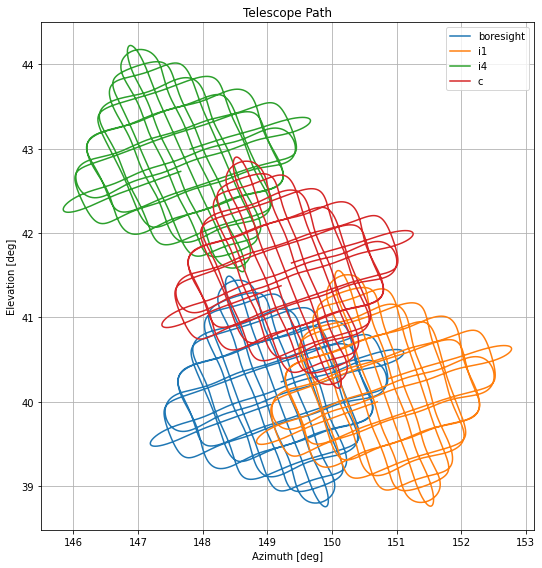 Telescope Path
boresight
i1
i4
c
44
43
42
41
40
39
Elevation [deg]
146 147 148 149 150 151 152 153
Azimuth [deg]